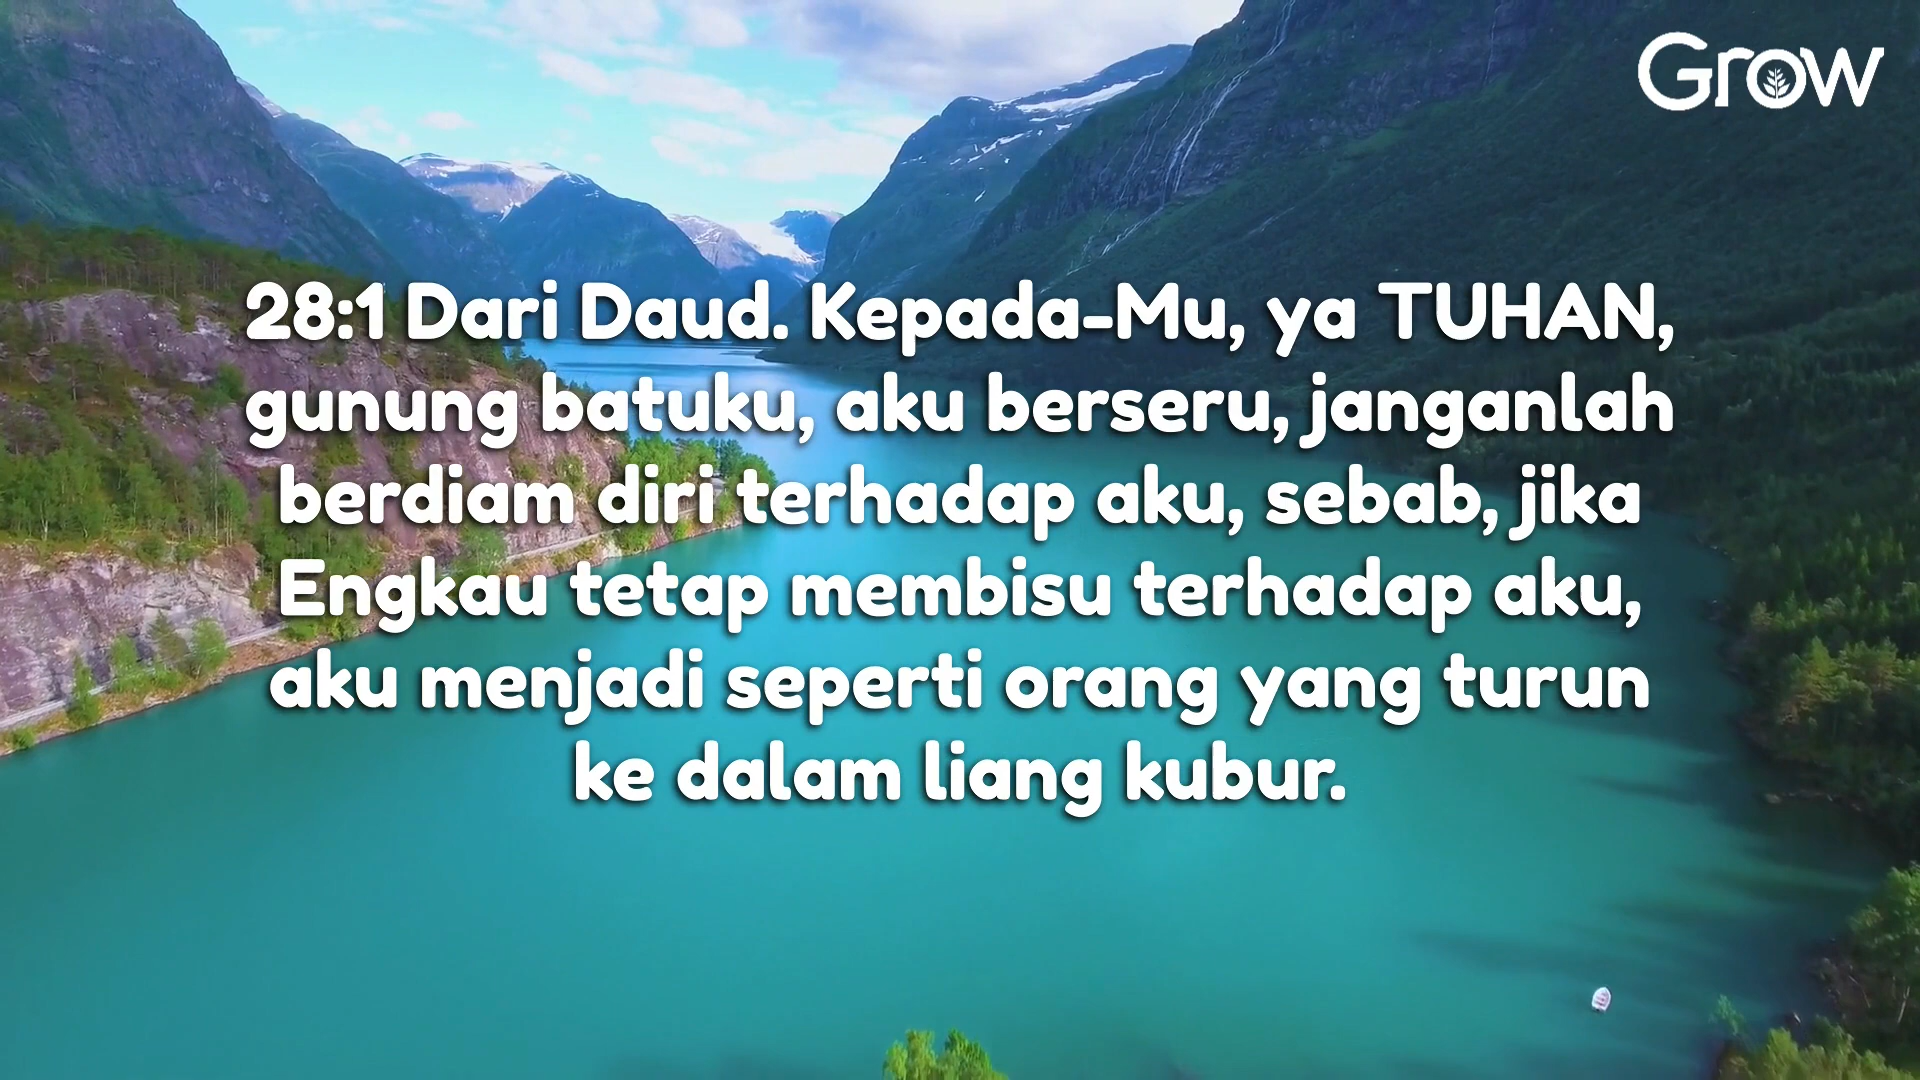 Grow
28:1 Dari Daud. Kepada-Mu, ya TUHAN,
gunung batuku, aku berseru, janganlah
berdiam diri terhadap aku, sebab, jika
Engkau tetap membisu terhadap aku,
aku menjadi seperti orang yang turun
ke dalam liang kubur.